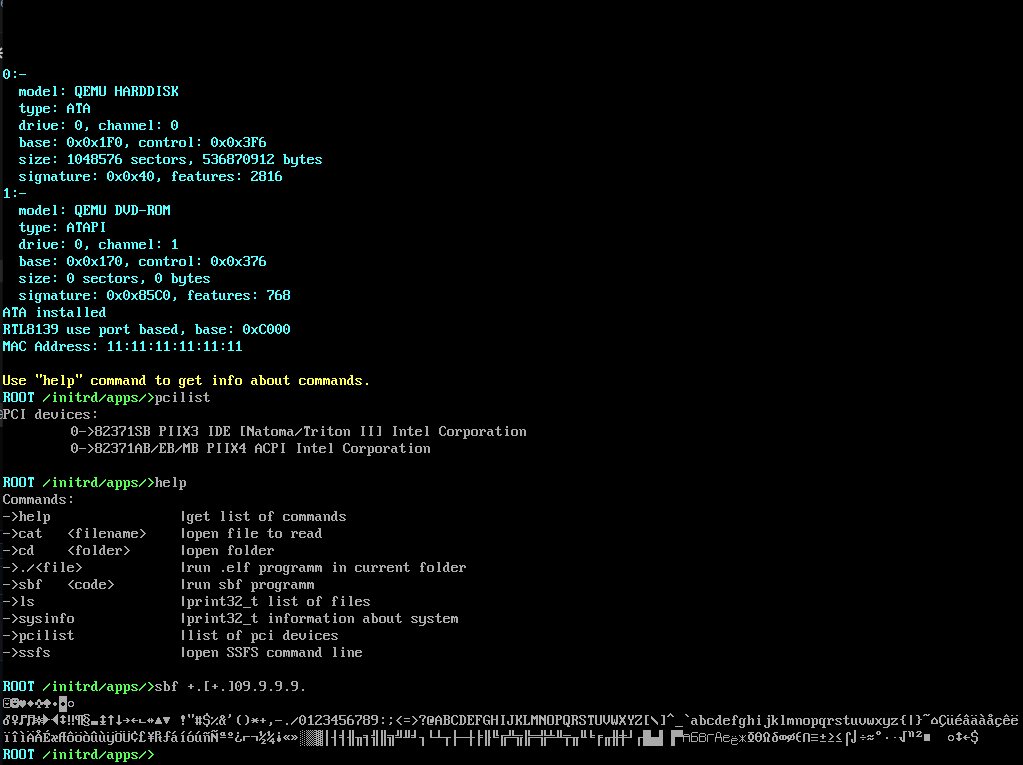 0:-
model: QEMU HARDDISK
type: ATA
drive: 0, channel: 0
base: 0x0x1F0, control: 0x0x3F6
size: 1048576 sectors, 536870912 bytes
signature: 0x0x40, features: 2816
1:-
model: QEMU DVD-ROM
type: ATAPI
drive: 0, channel: 1
base: 0x0x170, control: 0x0x376
size: 0 sectors, 0 bytes
signature: 0x0x85C0, features: 768
ATA installed
RTL8139 use port based, base: 0xC000
MAC Address: 11:11:11:11:11:11
Use "help" command to get info about commands.
ROOT /initrd/apps/>pcilist
PCI devices:
0->82371SB PIIX3 IDE [Natoma/Triton II] Intel Corporation
0->82371AB/EB/MB PIIX4 ACPI Intel Corporation
ROOT /initrd/apps/>help
Commands:
->help |get list of commands
->cat <filename> |open file to read
->cd <folder> |open folder
->./<file> |run .elf programm in current folder
->sbf <code> |run sbf programm
->ls |print32_t list of files
->sysinfo |print32_t information about system
->pcilist |list of pci devices
->ssfs |open SSFS command line
ROOT /initrd/apps/>sbf +.[+.]09.9.9.9.
!"#$%&'()*+,-./0123456789:;<=>?@ABCDEFGHIJKLMNOPQRSTUVWXYZ[\]^_`abcdefghijklmnopqrstuvwxyz{|}~⌂Çüéâäàåçêë
ROOT /initrd/apps/>